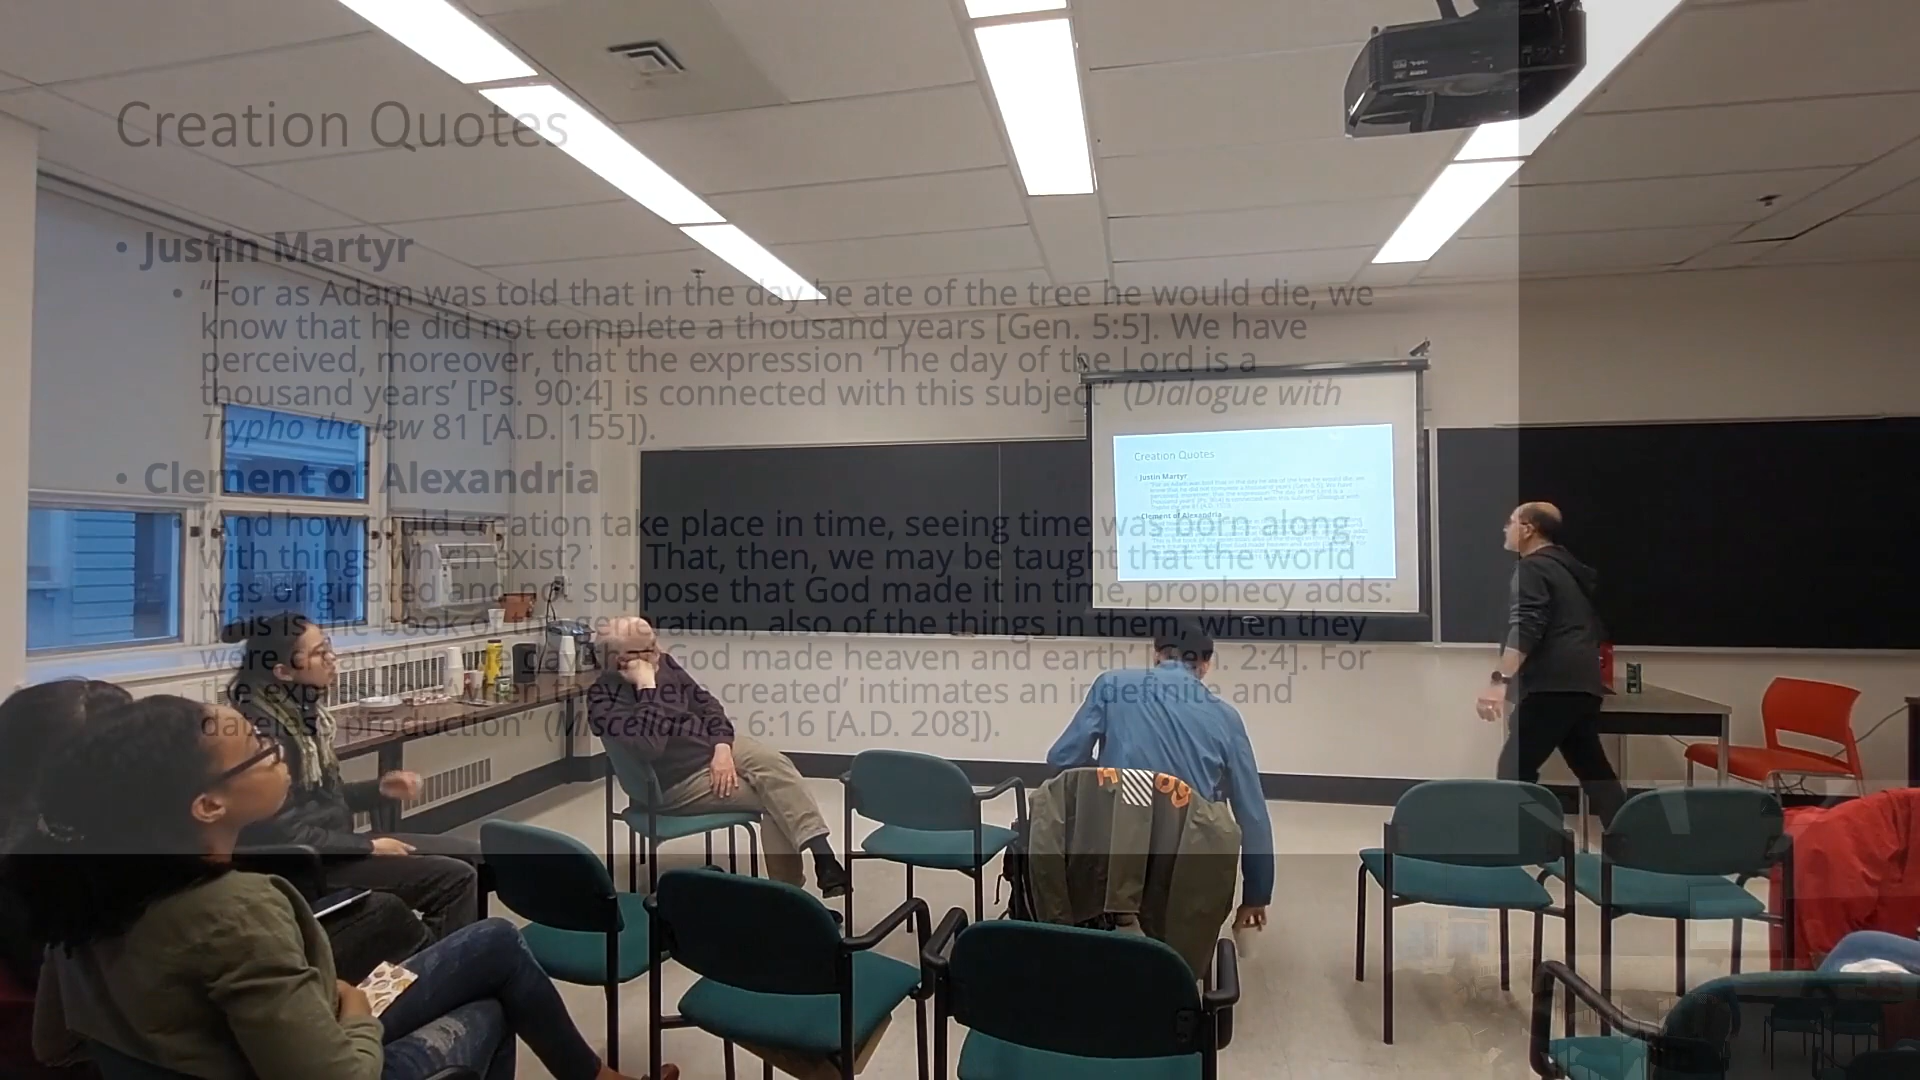 Creation Quotes
• Justin Martyr
• “For as Adam was told that in the day he ate of the tree he would die, we
know that he did not complete a thousand years [Gen. 5:5]. We have
perceived, moreover, that the expression ‘The day of the Lord is a
thousand years’ [Ps. 90:4] is connected with this subject” (Dialogue with
Trypho the Jew 81 [A.D. 155]).
• Clement of Alexandria
• “And how could creation take place in time, seeing time was born along
with things which exist? . . . That, then, we may be taught that the world
was originated and not suppose that God made it in time, prophecy adds:
‘This is the book of the generation, also of the things in them, when they
were created in the day that God made heaven and earth’ [Gen. 2:4]. For
the expression ‘when they were created’ intimates an indefinite and
dateless production” (Miscellanies 6:16 [A.D. 208]).
Creation Quotes
Justin Martyr
Clement of Alexandria